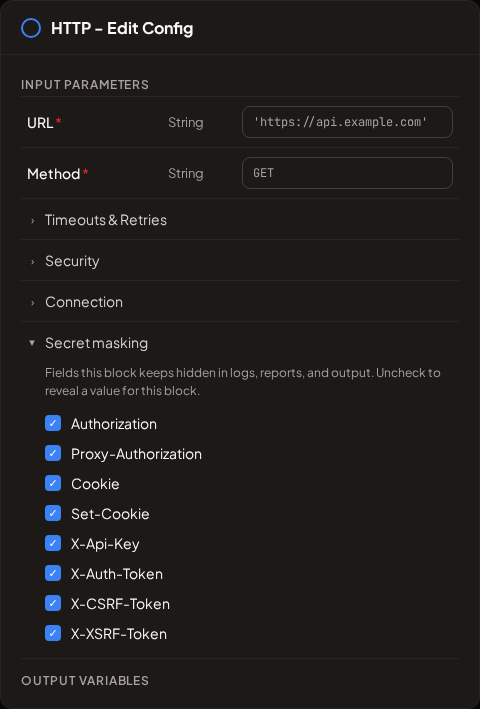 HTTP – Edit Config
INPUT PARAMETERS
URL* String 'https://api.example.com'
Method* String GET
› Timeouts & Retries
› Security
› Connection
▾ Secret masking
Fields this block keeps hidden in logs, reports, and output. Uncheck to
reveal a value for this block.
✓ Authorization
✓ Proxy-Authorization
✓ Cookie
✓ Set-Cookie
✓ X-Api-Key
✓ X-Auth-Token
✓ X-CSRF-Token
✓ X-XSRF-Token
OUTPUT VARIABLES